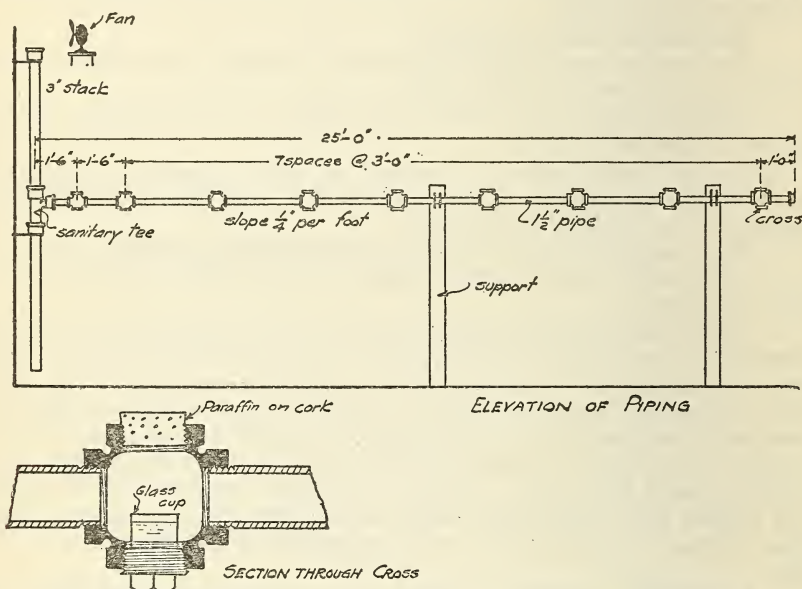 Fan
3" stack
25'-0"
1'-6" 1'-6" 7 spaces @ 3'-0" 1'-0"
sanitary tee
slope 1/4" per foot
1 1/2" pipe
cross
support
Paraffin on cork
ELEVATION OF PIPING
Glass
cup
SECTION THROUGH CROSS